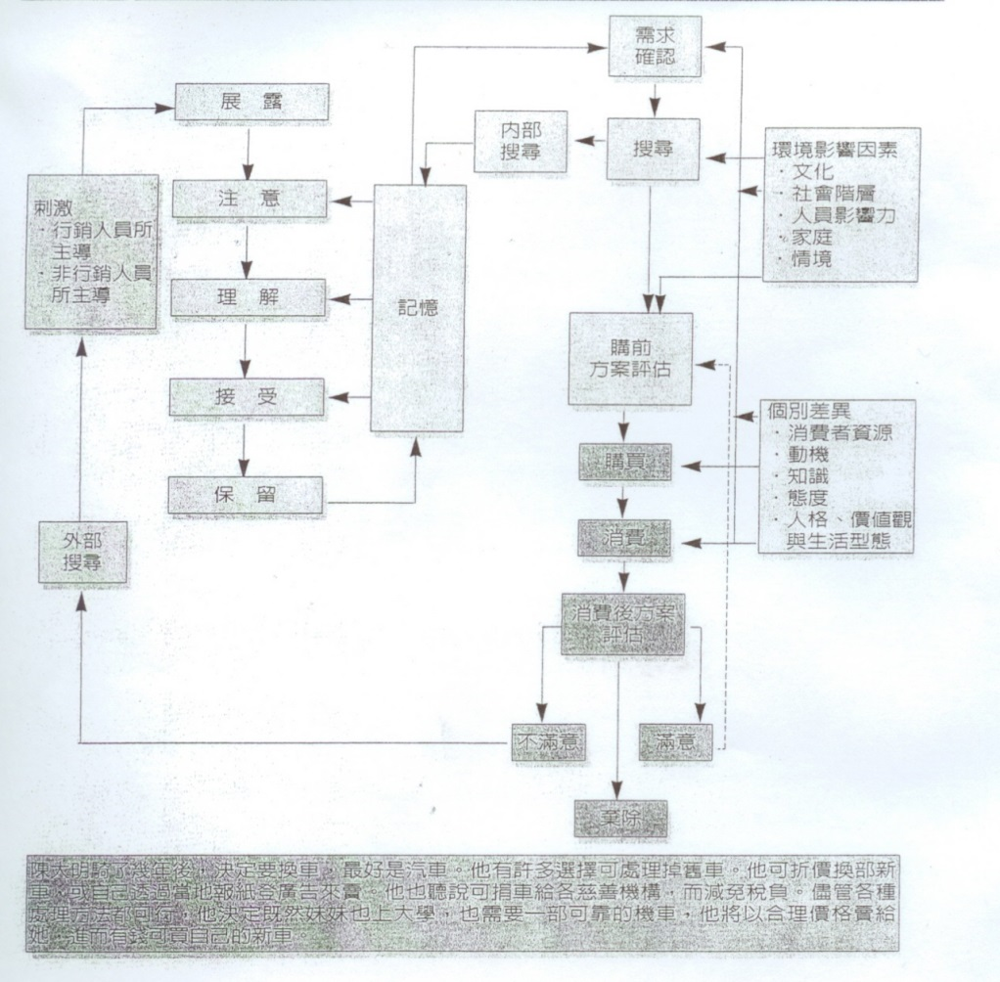 需求
確認
展 露
內部
搜尋
搜尋
環境影響因素
·文化
·社會階層
·人員影響力
·家庭
·情境
刺激
·行銷人員所
主導
·非行銷人員
所主導
注 意
理 解
記憶
購前
方案評估
接 受
個別差異
·消費者資源
·動機
·知識
·態度
·人格、價值觀
與生活型態
購買
保 留
外部
搜尋
消費
消費後方案
評估
不滿意
滿意
棄除
陳大明騎了幾年後，決定要換車，最好是汽車。他有許多選擇可處理掉舊車。他可折價換部新
車，或自己透過當地報紙登廣告來賣。他也聽說可捐車給各慈善機構，而減免稅負。儘管各種
處理方法都可行，他決定既然妹妹也上大學，也需要一部可靠的機車，他將以合理價格賣給
她，進而有錢可買自己的新車。